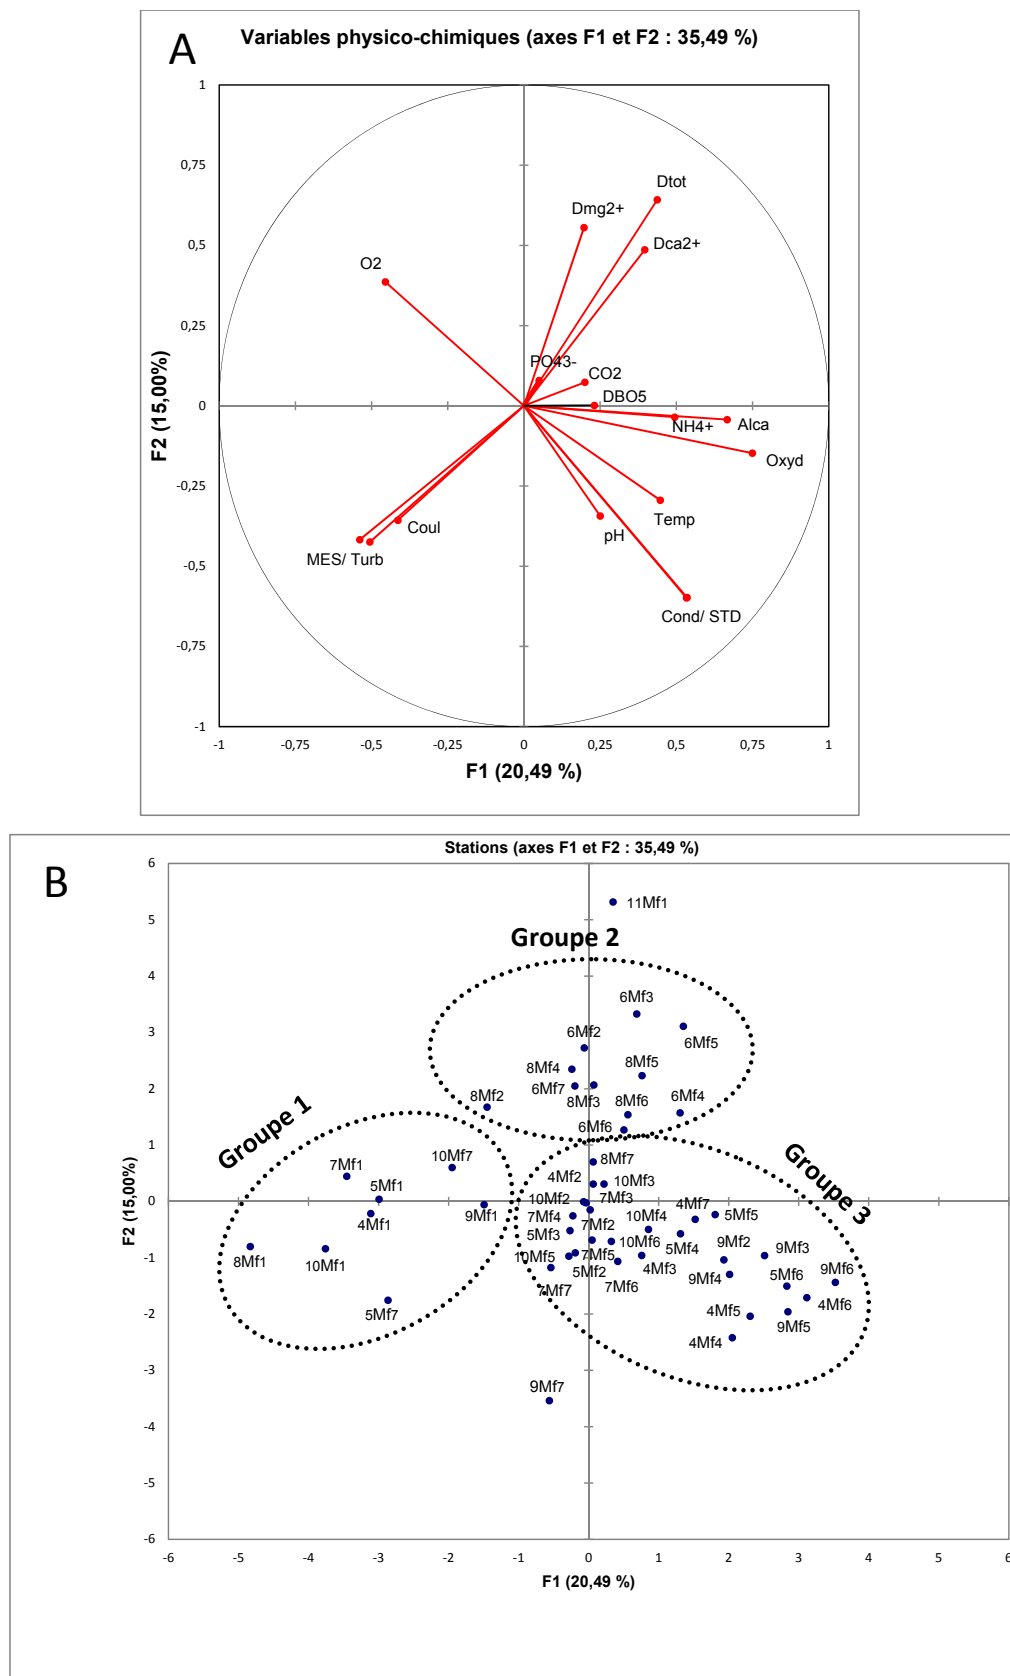 A
Variables physico-chimiques (axes F1 et F2 : 35,49 %)
1
0,75
0,5
0,25
0
-0,25
-0,5
-0,75
-1
F2 (15,00%)
Dtot
Dmg2+
Dca2+
O2
PO43-
CO2
DBO5
NH4+
Alca
Oxyd
Temp
pH
Coul
MES/ Turb
Cond/ STD
-1 -0,75 -0,5 -0,25 0 0,25 0,5 0,75 1
F1 (20,49 %)
B
Stations (axes F1 et F2 : 35,49 %)
6
5
4
3
2
1
0
-1
-2
-3
-4
-5
-6
F2 (15,00%)
11Mf1
Groupe 2
6Mf3
6Mf2
6Mf5
8Mf4
8Mf5
6Mf7
8Mf2
8Mf3
8Mf6
6Mf4
6Mf6
Groupe 1
7Mf1
10Mf7
5Mf1
4Mf1
9Mf1
8Mf1
10Mf1
5Mf7
Groupe 3
8Mf7
4Mf2
10Mf3
10Mf2
7Mf3
4Mf7
5Mf5
7Mf4
7Mf2
10Mf4
5Mf3
10Mf6
5Mf4
9Mf2
9Mf3
10Mf5
7Mf5
5Mf2
4Mf3
9Mf4
5Mf6
9Mf6
7Mf7
7Mf6
4Mf5
4Mf6
9Mf5
4Mf4
9Mf7
-6 -5 -4 -3 -2 -1 0 1 2 3 4 5 6
F1 (20,49 %)